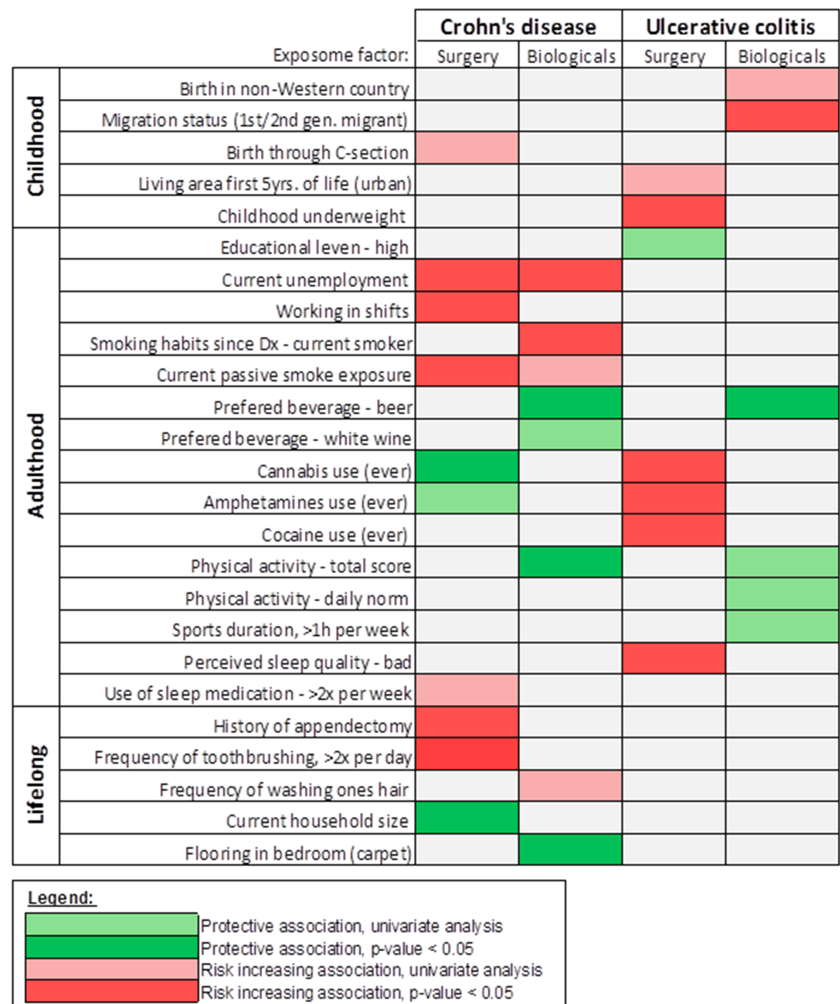 Crohn's disease Ulcerative colitis
Exposome factor: Surgery Biologicals Surgery Biologicals
Childhood
Birth in non-Western country
Migration status (1st/2nd gen. migrant)
Birth through C-section
Living area first 5yrs. of life (urban)
Childhood underweight
Adulthood
Educational leven - high
Current unemployment
Working in shifts
Smoking habits since Dx - current smoker
Current passive smoke exposure
Prefered beverage - beer
Prefered beverage - white wine
Cannabis use (ever)
Amphetamines use (ever)
Cocaine use (ever)
Physical activity - total score
Physical activity - daily norm
Sports duration, >1h per week
Perceived sleep quality - bad
Use of sleep medication - >2x per week
Lifelong
History of appendectomy
Frequency of toothbrushing, >2x per day
Frequency of washing ones hair
Current household size
Flooring in bedroom (carpet)
Legend:
Protective association, univariate analysis
Protective association, p-value < 0.05
Risk increasing association, univariate analysis
Risk increasing association, p-value < 0.05